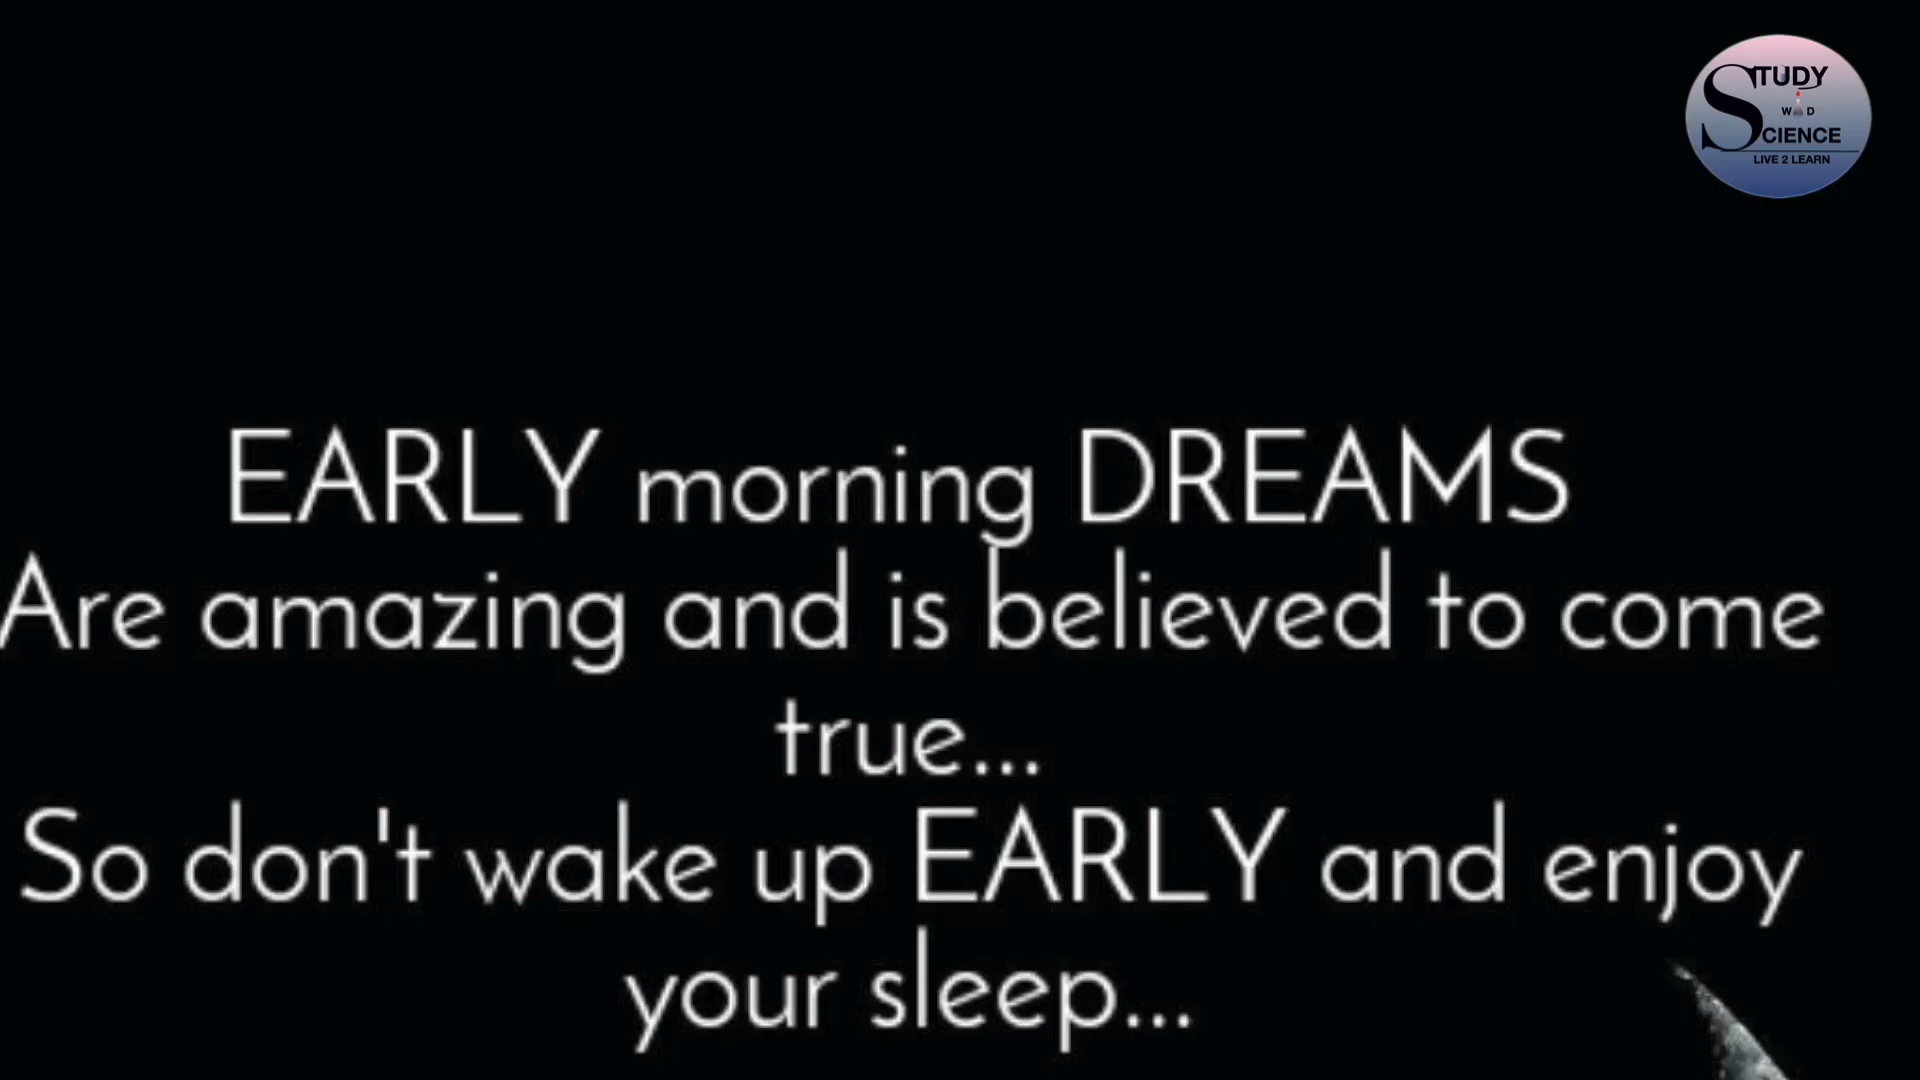 STUDY
W D
SCIENCE
LIVE 2 LEARN
EARLY morning DREAMS
Are amazing and is believed to come
true...
So don't wake up EARLY and enjoy
your sleep...